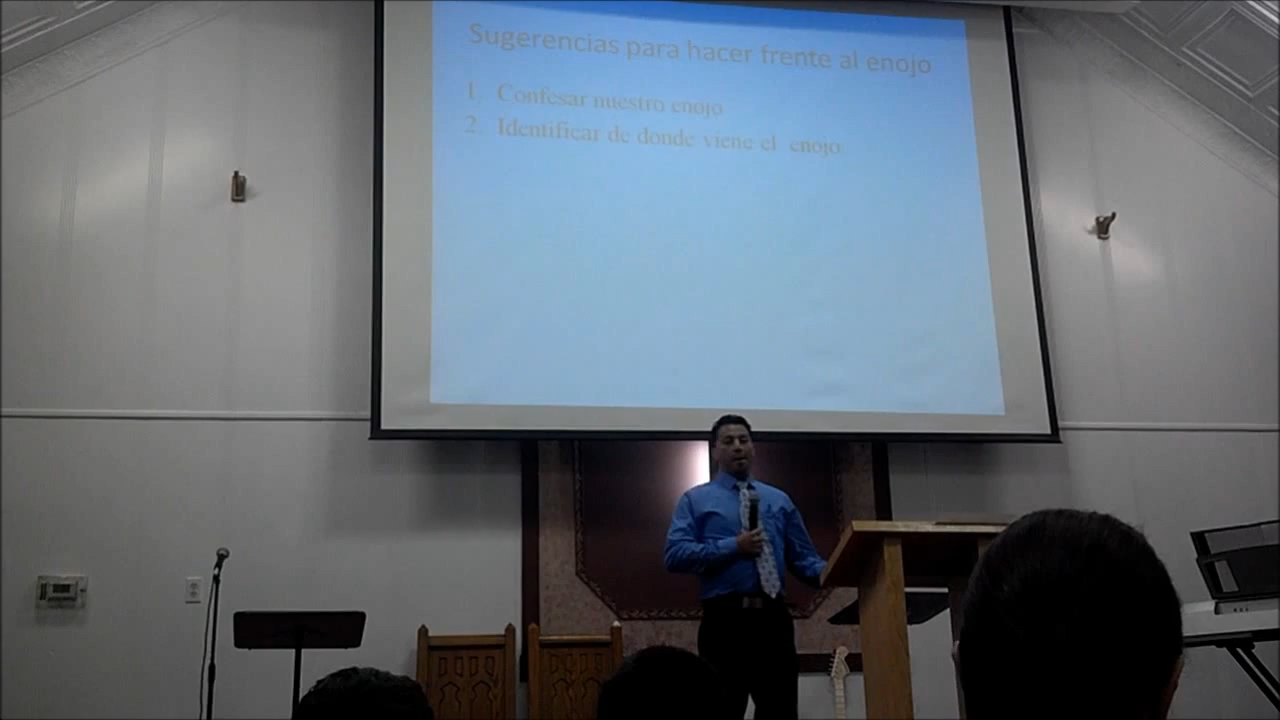 Sugerencias para hacer frente al enojo
1. Confesar nuestro enojo
2. Identificar de donde viene el enojo